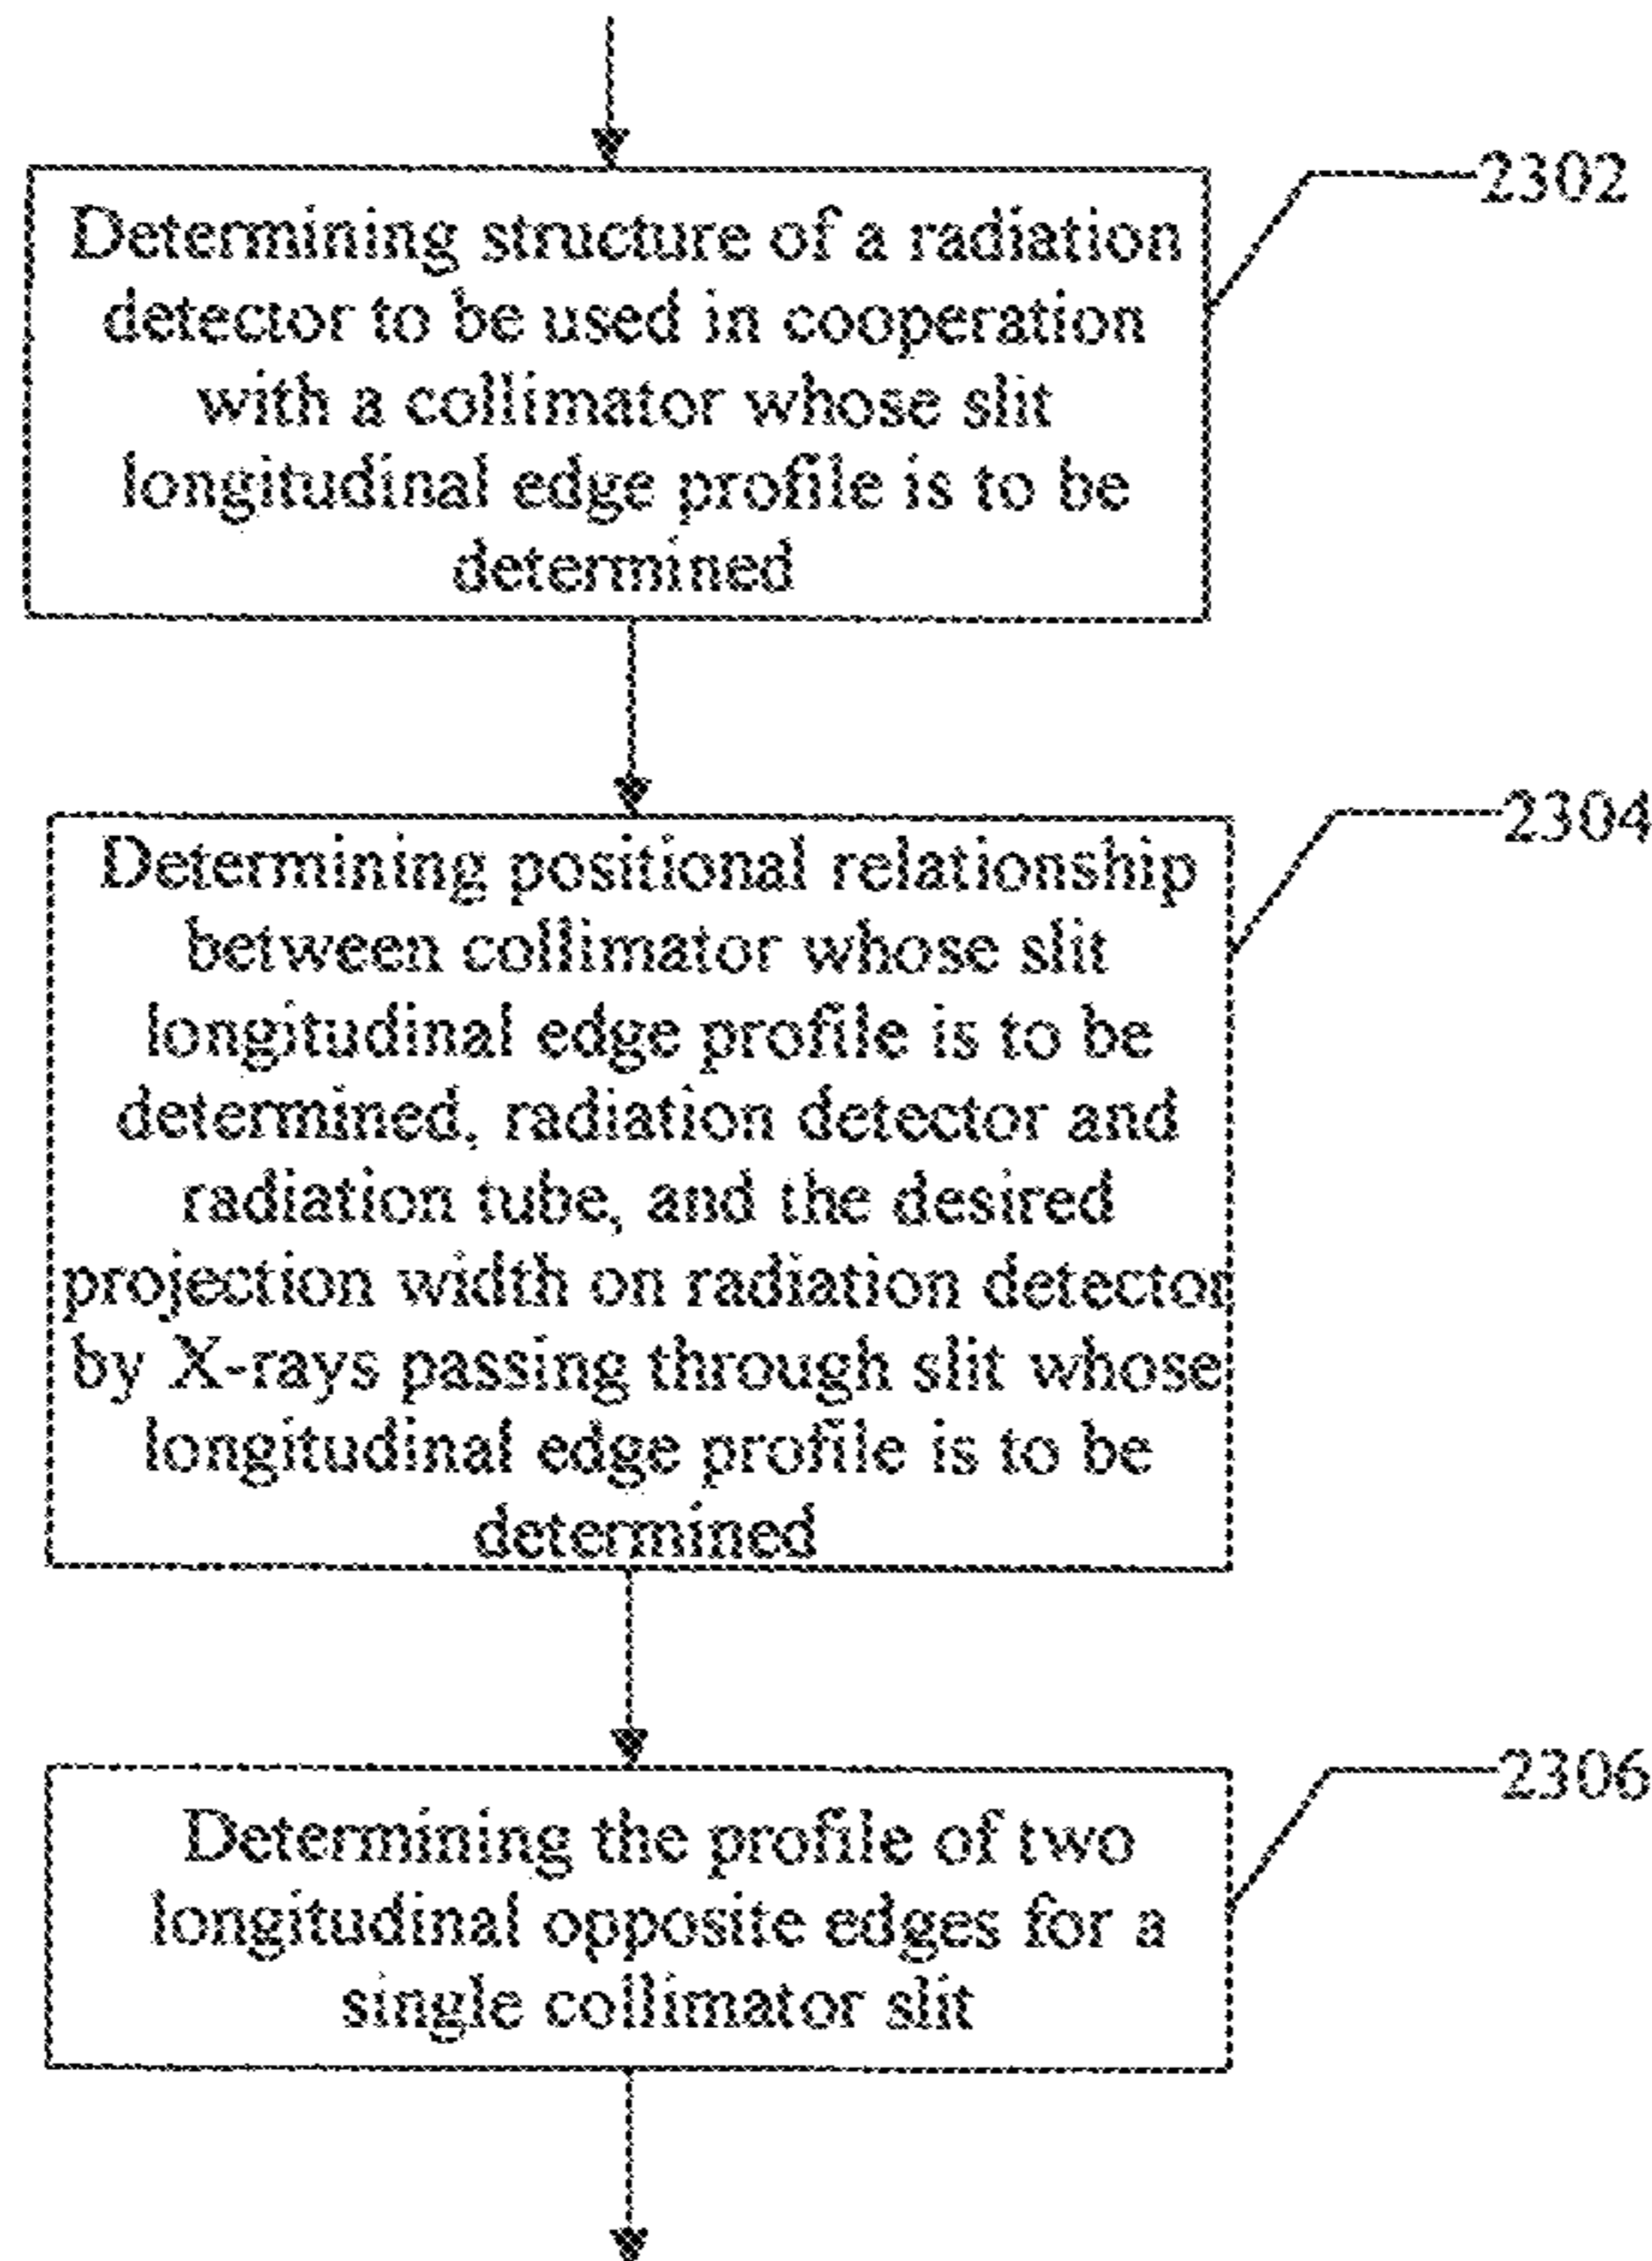 2302
Determining structure of a radiation
detector to be used in cooperation
with a collimator whose slit
longitudinal edge profile is to be
determined
2304
Determining positional relationship
between collimator whose slit
longitudinal edge profile is to be
determined, radiation detector and
radiation tube, and the desired
projection width on radiation detector
by X-rays passing through slit whose
longitudinal edge profile is to be
determined
2306
Determining the profile of two
longitudinal opposite edges for a
single collimator slit